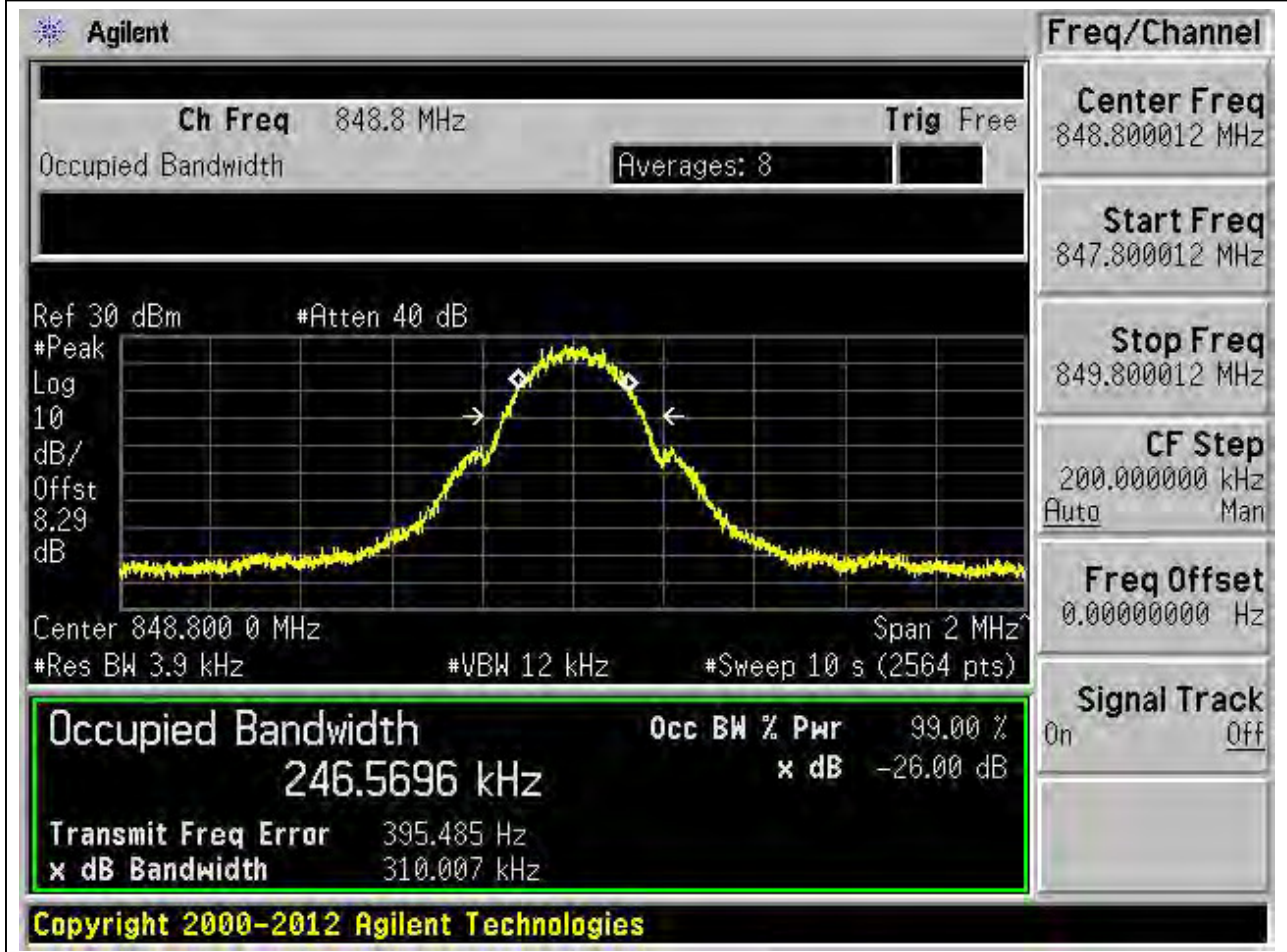 Agilent
Freq/Channel
Ch Freq 848.8 MHz Trig Free
Occupied Bandwidth Averages: 8
Center Freq
848.800012 MHz
Start Freq
847.800012 MHz
Stop Freq
849.800012 MHz
CF Step
200.000000 kHz
Auto Man
Freq Offset
0.00000000 Hz
Signal Track
On Off
Ref 30 dBm #Atten 40 dB
#Peak
Log
10
dB/
Offst
8.29
dB
Center 848.800 0 MHz Span 2 MHz^
#Res BW 3.9 kHz #VBW 12 kHz #Sweep 10 s (2564 pts)
Occupied Bandwidth Occ BW % Pwr 99.00 %
246.5696 kHz x dB -26.00 dB
Transmit Freq Error 395.485 Hz
x dB Bandwidth 310.007 kHz
Copyright 2000-2012 Agilent Technologies